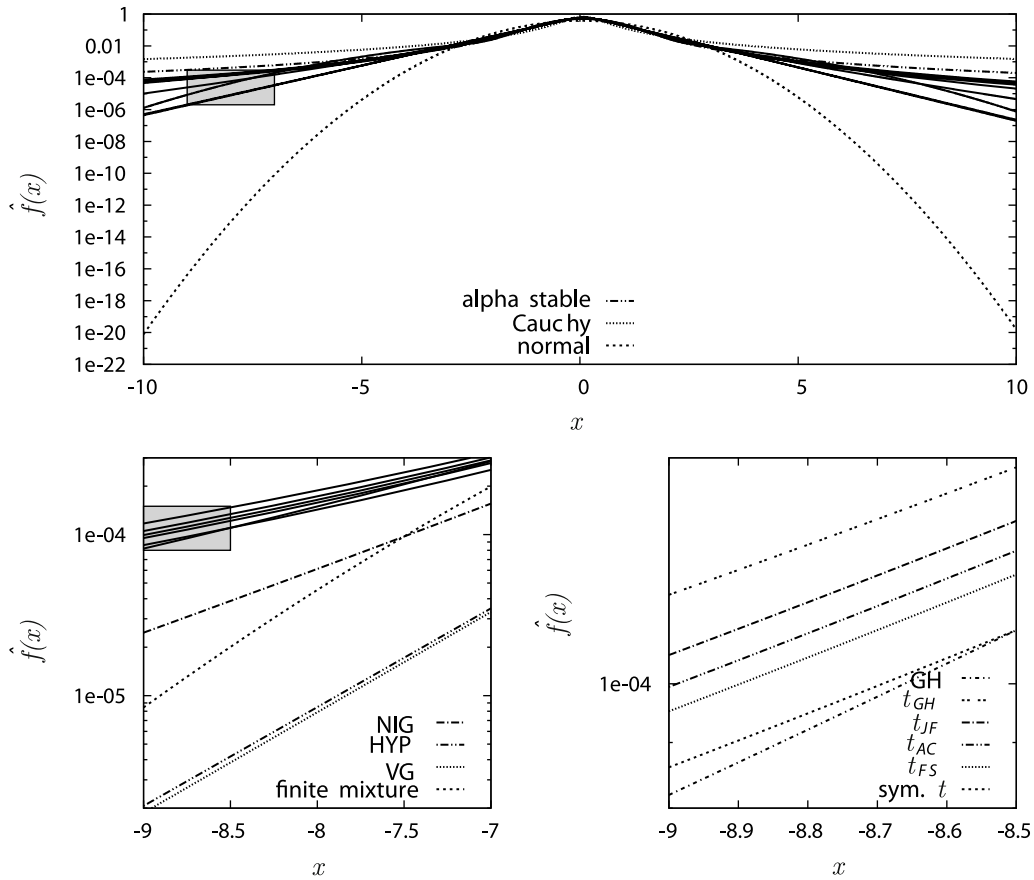 1
0.01
1e-04
1e-06
1e-08
1e-10
1e-12
1e-14
1e-16
1e-18
1e-20
1e-22
f̂(x)
alpha stable
Cauchy
normal
-10 -5 0 5 10
x
1e-04
1e-05
f̂(x)
NIG
HYP
VG
finite mixture
-9 -8.5 -8 -7.5 -7
x
1e-04
f̂(x)
GH
t_GH
t_JF
t_AC
t_FS
sym. t
-9 -8.9 -8.8 -8.7 -8.6 -8.5
x